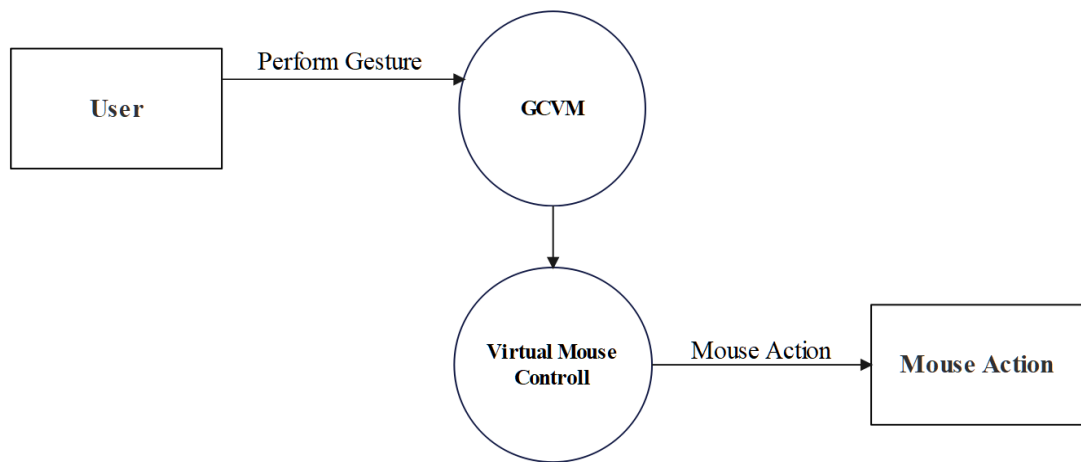 Perform Gesture
User
GCVM
Virtual Mouse
Controll
Mouse Action
Mouse Action